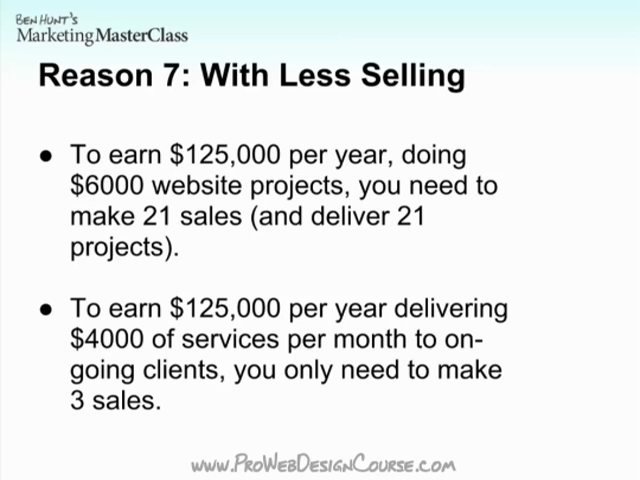 BEN HUNT'S
Marketing MasterClass
Reason 7: With Less Selling
● To earn $125,000 per year, doing
$6000 website projects, you need to
make 21 sales (and deliver 21
projects).
● To earn $125,000 per year delivering
$4000 of services per month to on-
going clients, you only need to make
3 sales.
www.ProWebDesignCourse.com